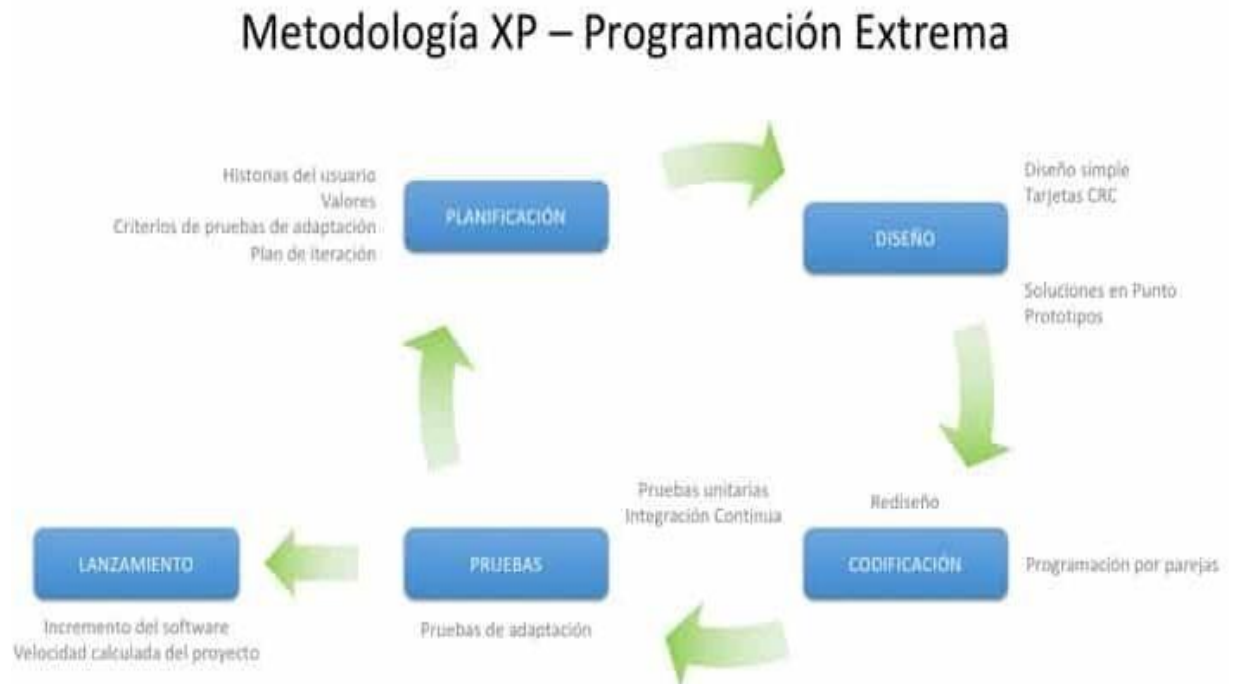 Metodología XP – Programación Extrema
Historias del usuario
Valores
Criterios de pruebas de adaptación
Plan de iteración
PLANIFICACIÓN
Diseño simple
Tarjetas CRC
DISEÑO
Soluciones en Punto
Prototipos
Rediseño
CODIFICACIÓN
Programación por parejas
Pruebas unitarias
Integración Continua
PRUEBAS
Pruebas de adaptación
LANZAMIENTO
Incremento del software
Velocidad calculada del proyecto